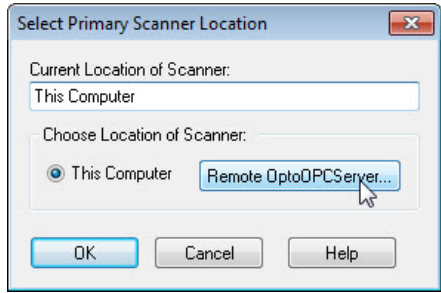 Select Primary Scanner Location
Current Location of Scanner:
This Computer
Choose Location of Scanner:
This Computer Remote OptoOPCServer...
OK Cancel Help